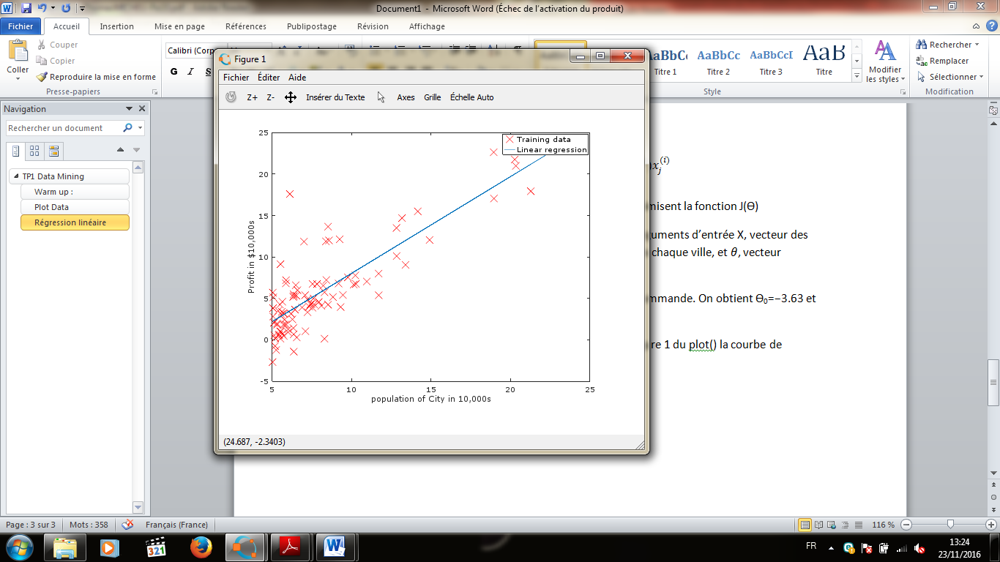 Document1 - Microsoft Word (Échec de l'activation du produit)
Fichier Accueil Insertion Mise en page Références Publipostage Révision Affichage
Coller
Couper
Copier
Reproduire la mise en forme
Presse-papiers
Calibri (Corp
G I S
AaBbCc AaBbCc AaBbCcI AaB
Titre 1 Titre 2 Titre 3 Titre
Style
Modifier
les styles
Rechercher
Remplacer
Sélectionner
Modification
Navigation
Rechercher un document
TP1 Data Mining
Warm up :
Plot Data
Régression linéaire
Figure 1
Fichier Éditer Aide
Z+ Z- Insérer du Texte Axes Grille Échelle Auto
Training data
Linear regression
25
20
15
10
5
0
-5
Profit in $10,000s
5 10 15 20 25
population of City in 10,000s
(24.687, -2.3403)
x_j^(i)
misent la fonction J(Ɵ)
uments d'entrée X, vecteur des
chaque ville, et 𝜃, vecteur
mmande. On obtient Ɵ₀=−3.63 et
re 1 du plot() la courbe de
Page : 3 sur 3 Mots : 358 Français (France) 116 %
321
FR
13:24
23/11/2016